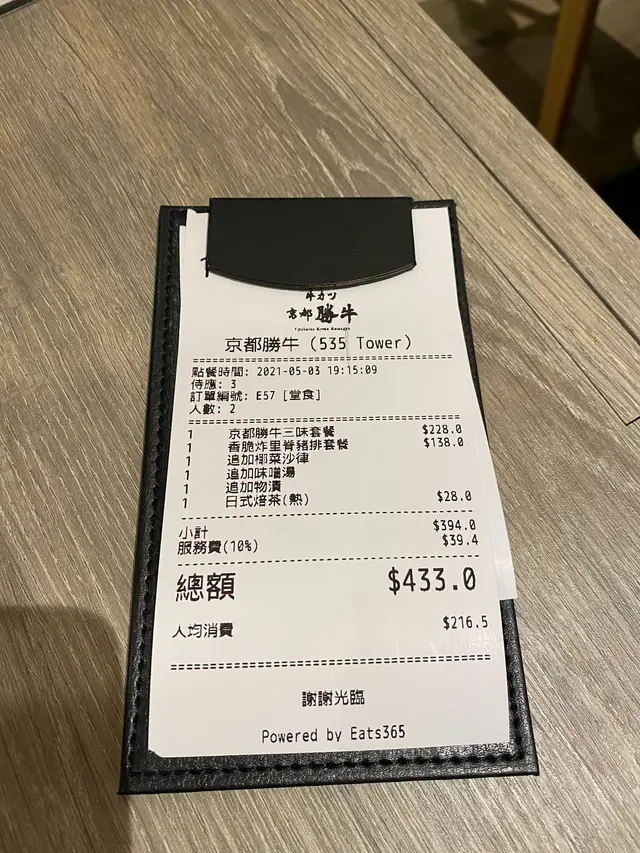 牛カツ
京都勝牛
京都勝牛 (535 Tower)
點餐時間: 2021-05-03 19:15:09
侍應: 3
訂單編號: E57 [堂食]
人數: 2
1 京都勝牛三味套餐 $228.0
1 香脆炸里脊豬排套餐 $138.0
1 追加椰菜沙律
1 追加味噌湯
1 追加物漬
1 日式焙茶(熱) $28.0
小計 $394.0
服務費(10%) $39.4
總額 $433.0
人均消費 $216.5
謝謝光臨
Powered by Eats365